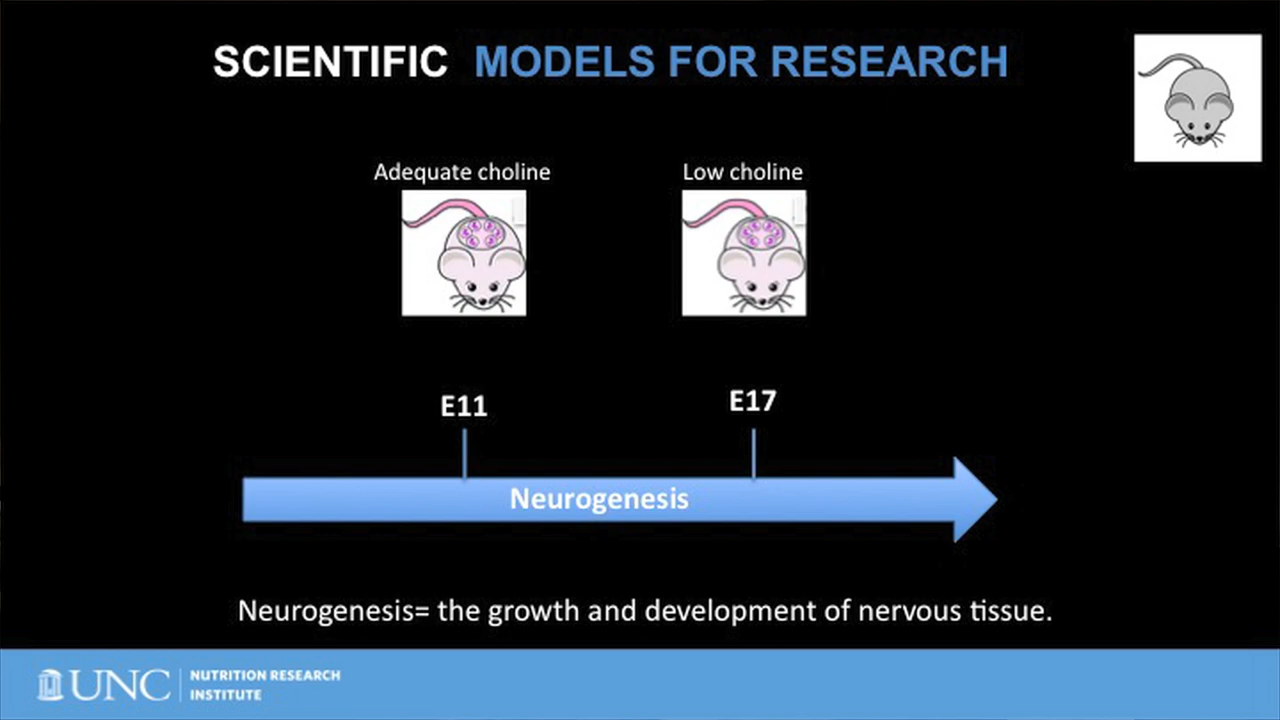 SCIENTIFIC MODELS FOR RESEARCH
Adequate choline
Low choline
E11
E17
Neurogenesis
Neurogenesis= the growth and development of nervous tissue.
UNC
NUTRITION RESEARCH
INSTITUTE